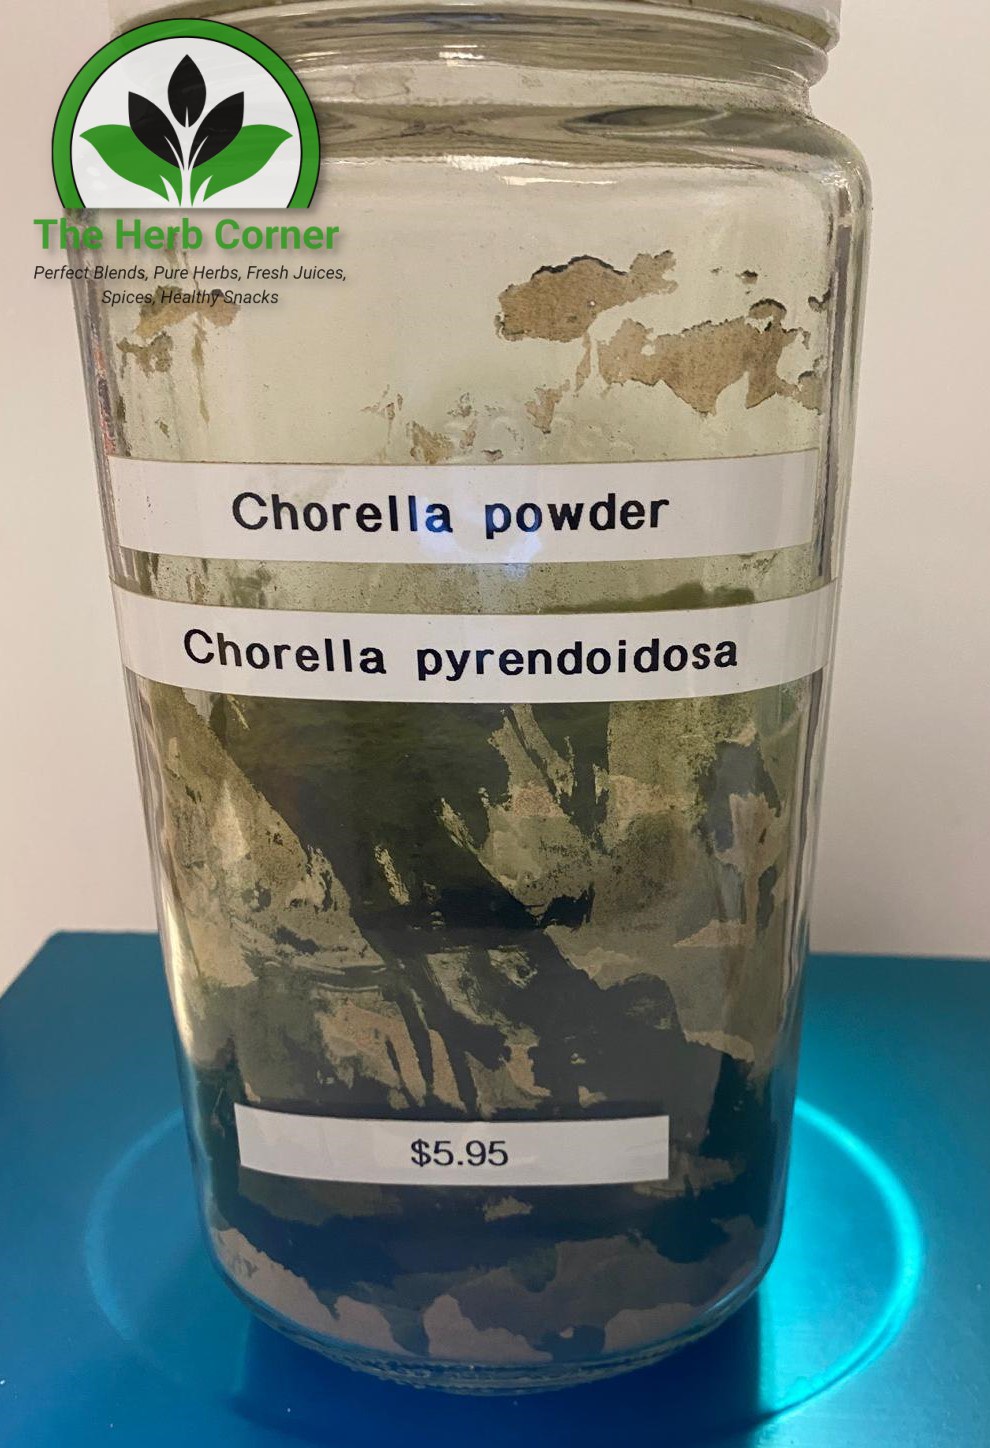 The Herb Corner
Perfect Blends, Pure Herbs, Fresh Juices,
Spices, Healthy Snacks
Chorella powder
Chorella pyrendoidosa
$5.95